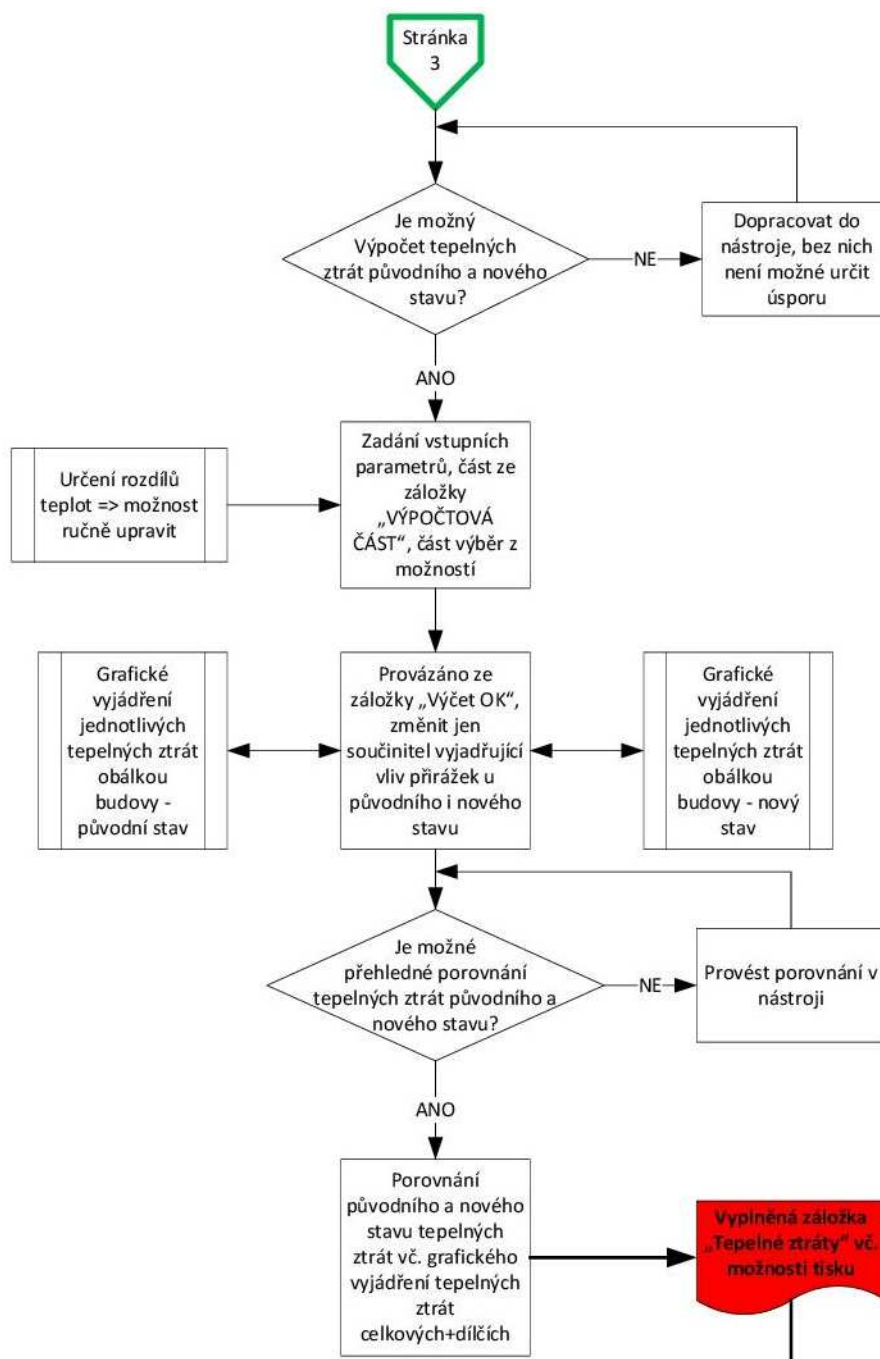 Stránka
3
Je možný
Výpočet tepelných
ztrát původního a nového
stavu?
NE
Dopracovat do
nástroje, bez nich
není možné určit
úsporu
ANO
Určení rozdílů
teplot => možnost
ručně upravit
Zadání vstupních
parametrů, část ze
záložky
„VÝPOČTOVÁ
ČÁST“, část výběr z
možností
Grafické
vyjádření
jednotlivých
tepelných ztrát
obálkou
budovy -
původní stav
Provázáno ze
záložky „Výčet OK“,
změnit jen
součinitel vyjadřující
vliv přirážek u
původního i nového
stavu
Grafické
vyjádření
jednotlivých
tepelných ztrát
obálkou
budovy - nový
stav
Je možné
přehledné porovnání
tepelných ztrát původního a
nového stavu?
NE
Provést porovnání v
nástroji
ANO
Porovnání
původního a nového
stavu tepelných
ztrát vč. grafického
vyjádření tepelných
ztrát
celkových+dílčích
Vyplněná záložka
„Tepelné ztráty“ vč.
možnosti tisku